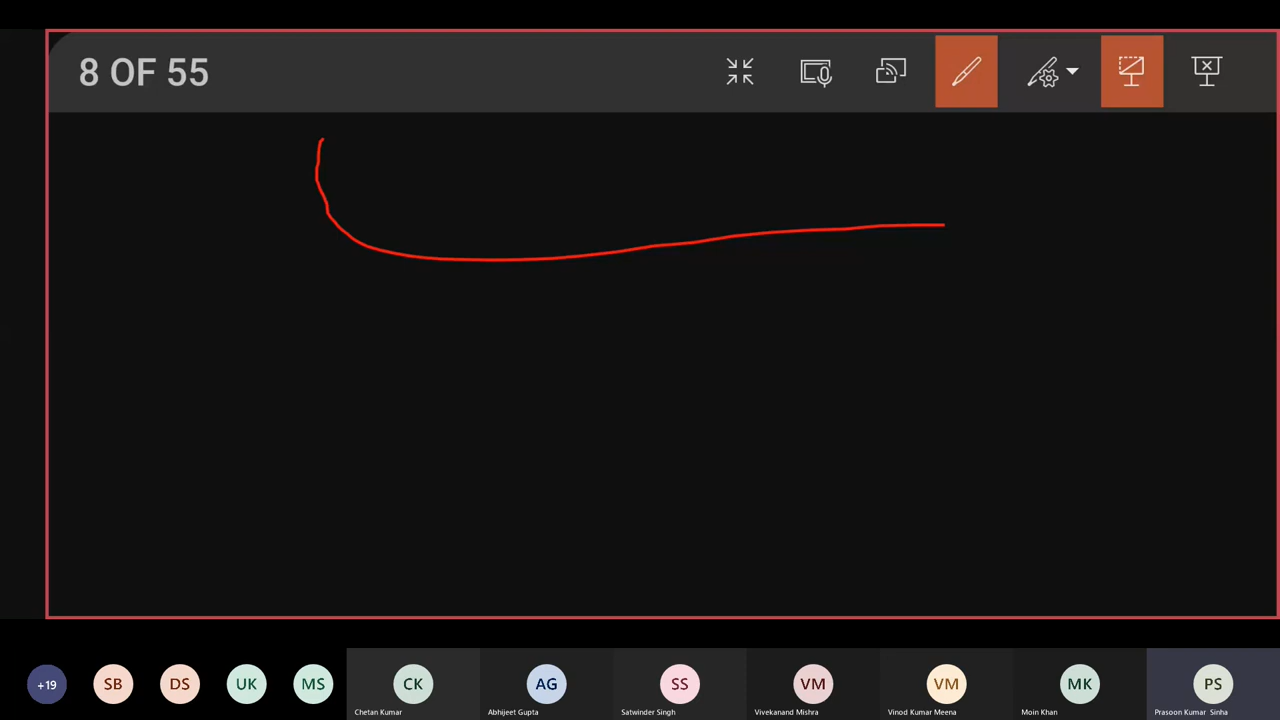 8 OF 55
+19
SB
DS
UK
MS
CK
AG
SS
VM
VM
MK
PS
Chetan Kumar
Abhijeet Gupta
Satwinder Singh
Vivekanand Mishra
Vinod Kumar Meena
Moin Khan
Prasoon Kumar Sinha